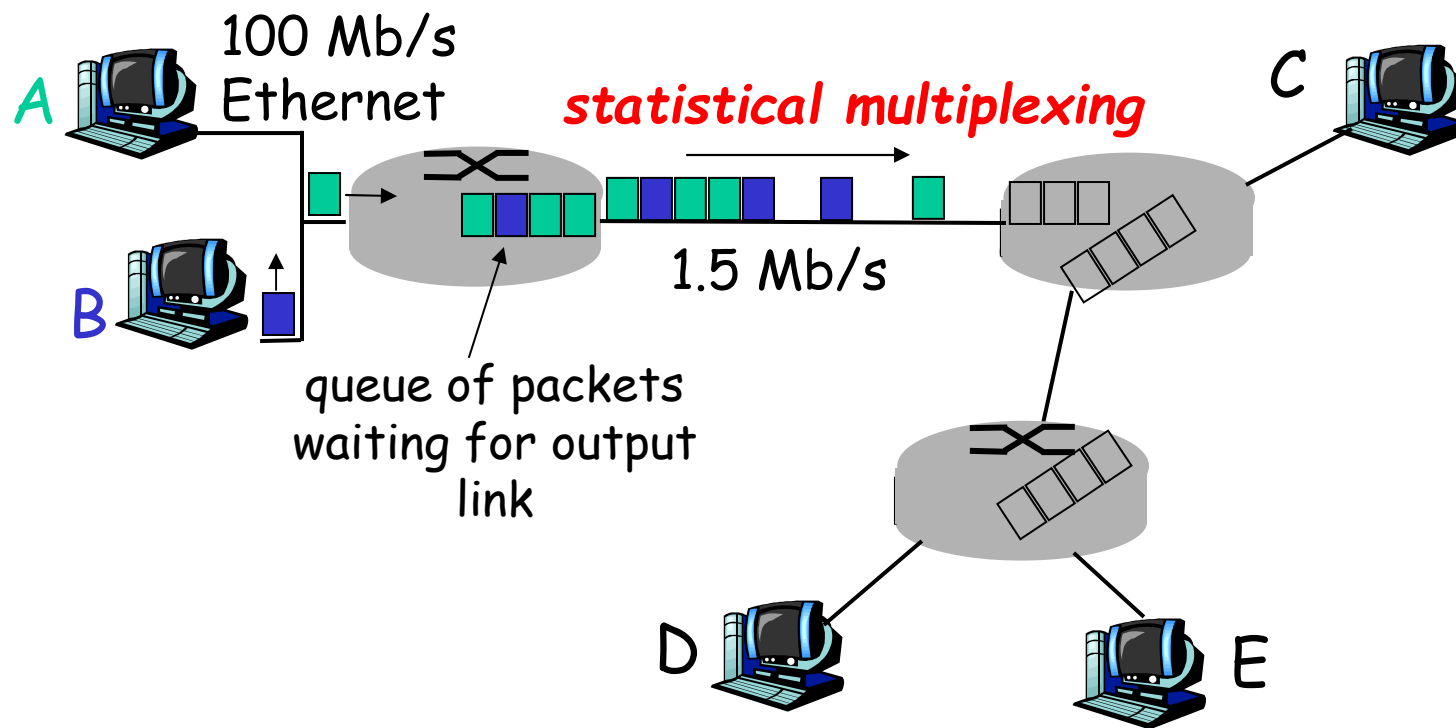 100 Mb/s
Ethernet
A
statistical multiplexing
C
B
1.5 Mb/s
queue of packets
waiting for output
link
D
E